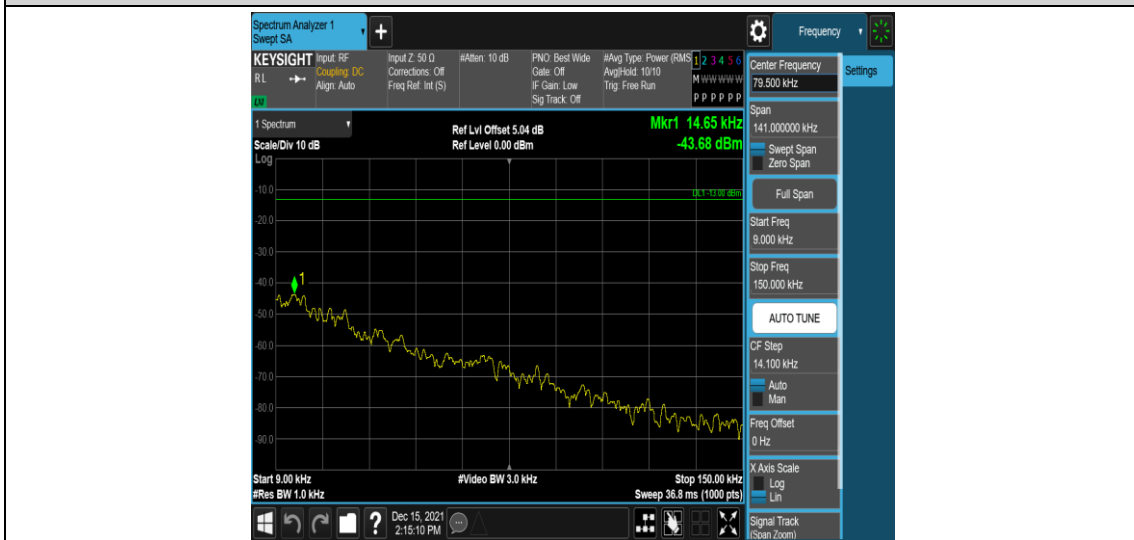 Spectrum Analyzer 1
Swept SA
+
Frequency
KEYSIGHT
RL
LXI
Input: RF
Coupling: DC
Align: Auto
Input Z: 50 Ω
Corrections: Off
Freq Ref: Int (S)
#Atten: 10 dB
PNO: Best Wide
Gate: Off
IF Gain: Low
Sig Track: Off
#Avg Type: Power (RMS
Avg|Hold: 10/10
Trig: Free Run
1 2 3 4 5 6
M W W W W W
P P P P P P
Center Frequency
79.500 kHz
Settings
1 Spectrum
Ref Lvl Offset 5.04 dB
Mkr1 14.65 kHz
Scale/Div 10 dB
Ref Level 0.00 dBm
-43.68 dBm
Log
DL1 -13.00 dBm
-10.0
-20.0
-30.0
-40.0
-50.0
-60.0
-70.0
-80.0
-90.0
1
Start 9.00 kHz
#Video BW 3.0 kHz
Stop 150.00 kHz
#Res BW 1.0 kHz
Sweep 36.8 ms (1000 pts)
Span
141.000000 kHz
Swept Span
Zero Span
Full Span
Start Freq
9.000 kHz
Stop Freq
150.000 kHz
AUTO TUNE
CF Step
14.100 kHz
Auto
Man
Freq Offset
0 Hz
X Axis Scale
Log
Lin
Signal Track
(Span Zoom)
?
Dec 15, 2021
2:15:10 PM